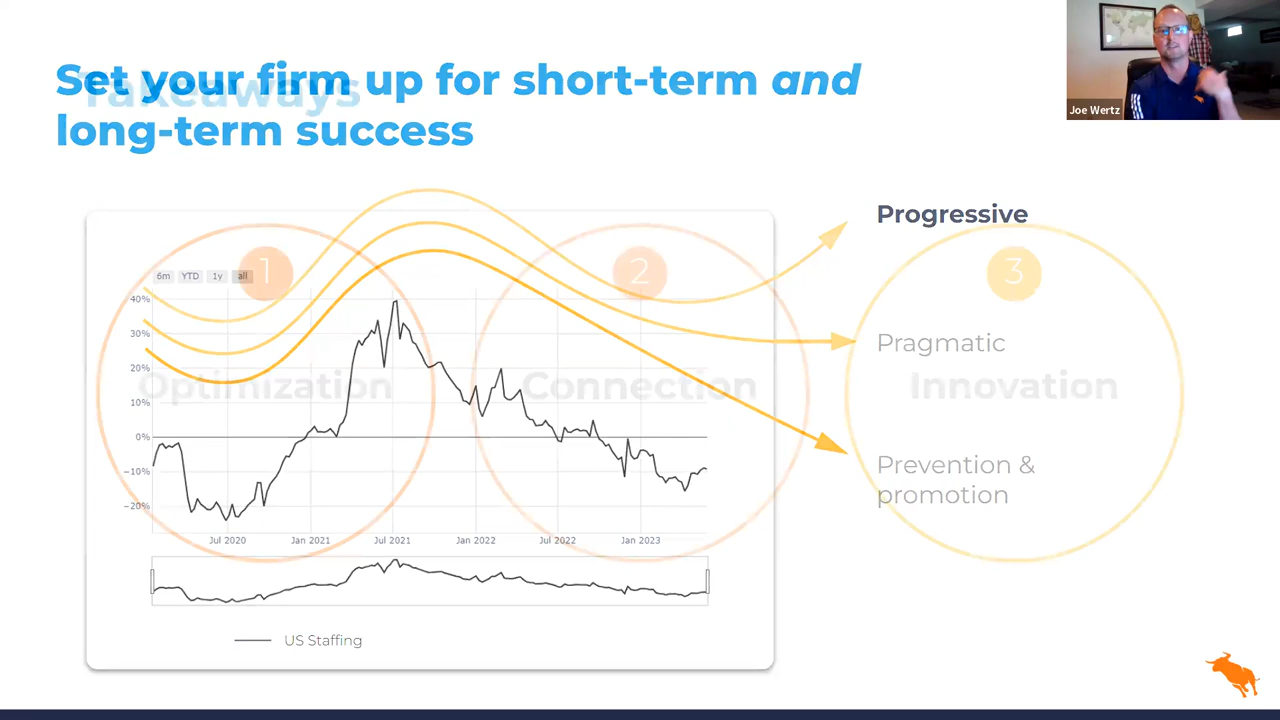 Set your firm up for short-term and
Takeaways
long-term success
Joe Wertz
Progressive
1
2
3
6m YTD 1y all
40%
30%
20%
10%
0%
−10%
−20%
Pragmatic
Optimization
Connection
Innovation
Prevention &
promotion
Jul 2020 Jan 2021 Jul 2021 Jan 2022 Jul 2022 Jan 2023
US Staffing